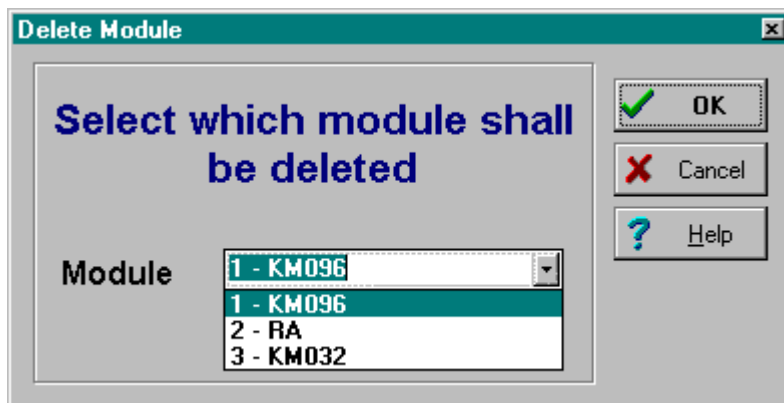 Delete Module
Select which module shall
be deleted
Module
1 - KM096
1 - KM096
2 - RA
3 - KM032
OK
Cancel
Help